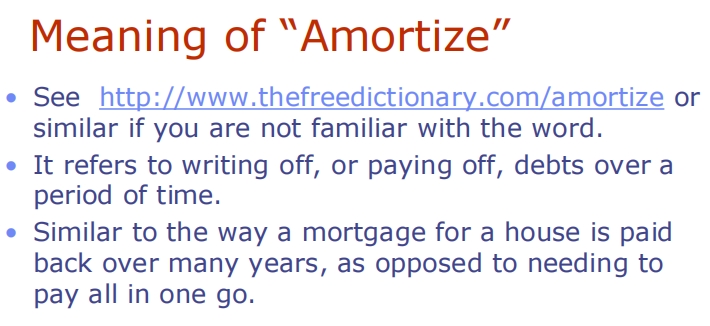 Meaning of “Amortize”
• See http://www.thefreedictionary.com/amortize or
similar if you are not familiar with the word.
• It refers to writing off, or paying off, debts over a
period of time.
• Similar to the way a mortgage for a house is paid
back over many years, as opposed to needing to
pay all in one go.